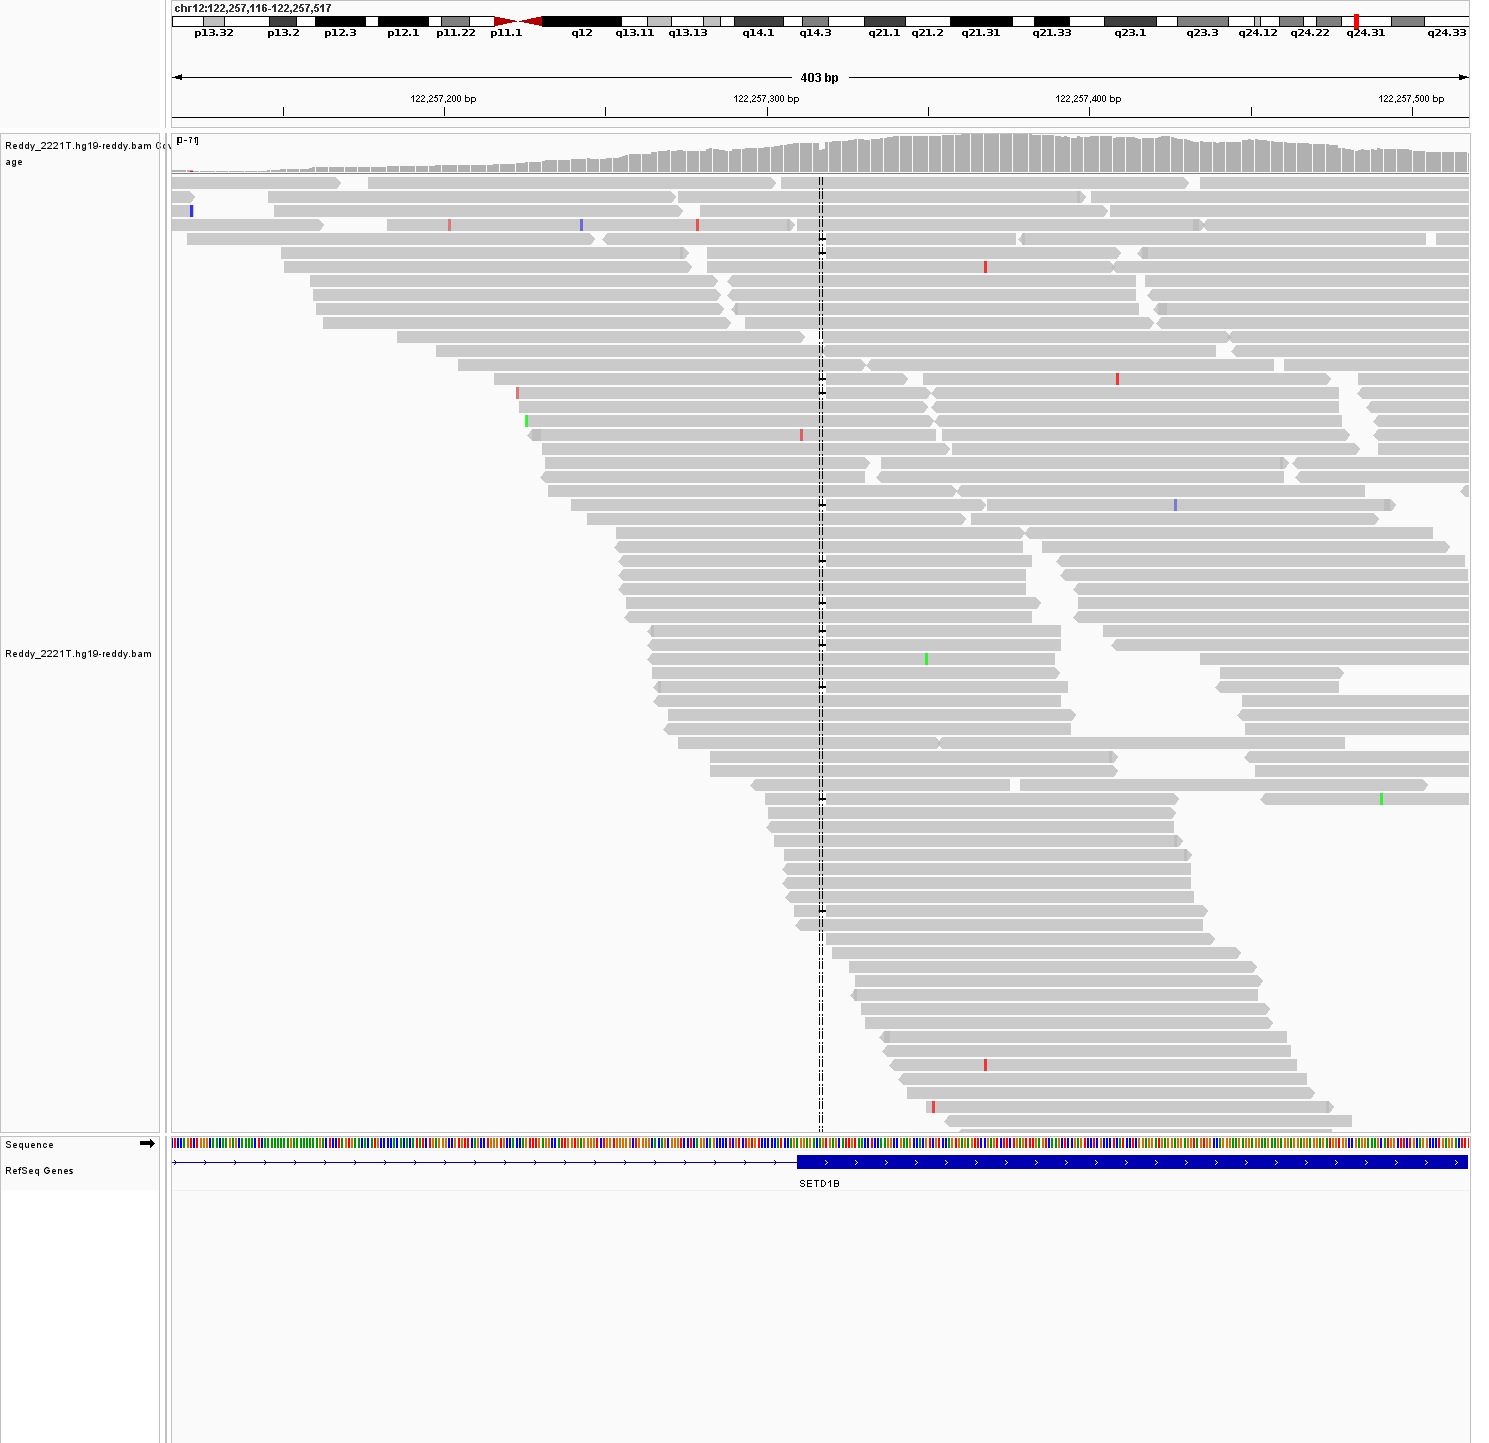 chr12:122,257,116-122,257,517
p13.32 p13.2 p12.3 p12.1 p11.22 p11.1 q12 q13.11 q13.13 q14.1 q14.3 q21.1 q21.2 q21.31 q21.33 q23.1 q23.3 q24.12 q24.22 q24.31 q24.33
403 bp
122,257,200 bp 122,257,300 bp 122,257,400 bp 122,257,500 bp
[0-71]
Reddy_2221T.hg19-reddy.bam Cov
age
Reddy_2221T.hg19-reddy.bam
Sequence
RefSeq Genes
SETD1B